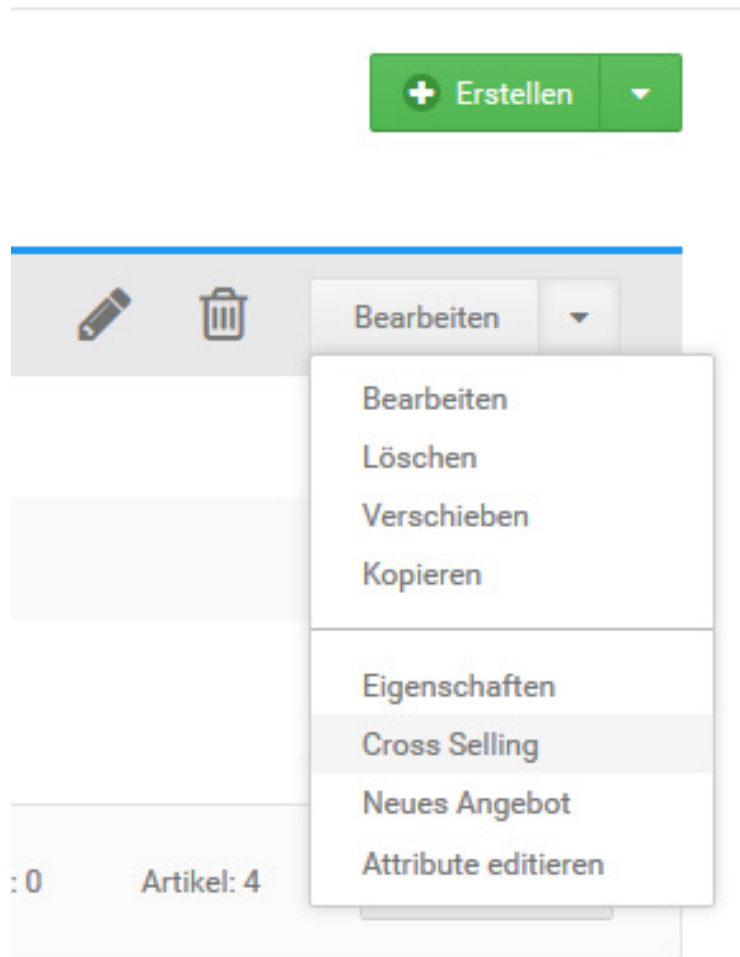 Erstellen
Bearbeiten
Bearbeiten
Löschen
Verschieben
Kopieren
Eigenschaften
Cross Selling
Neues Angebot
Attribute editieren
: 0 Artikel: 4